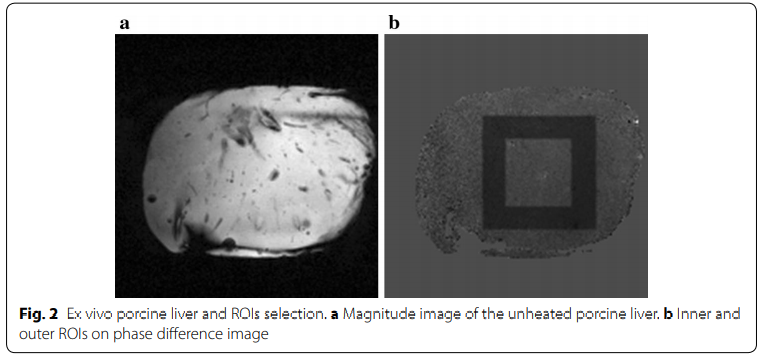 a
b
Fig. 2 Ex vivo porcine liver and ROIs selection. a Magnitude image of the unheated porcine liver. b Inner and
outer ROIs on phase difference image